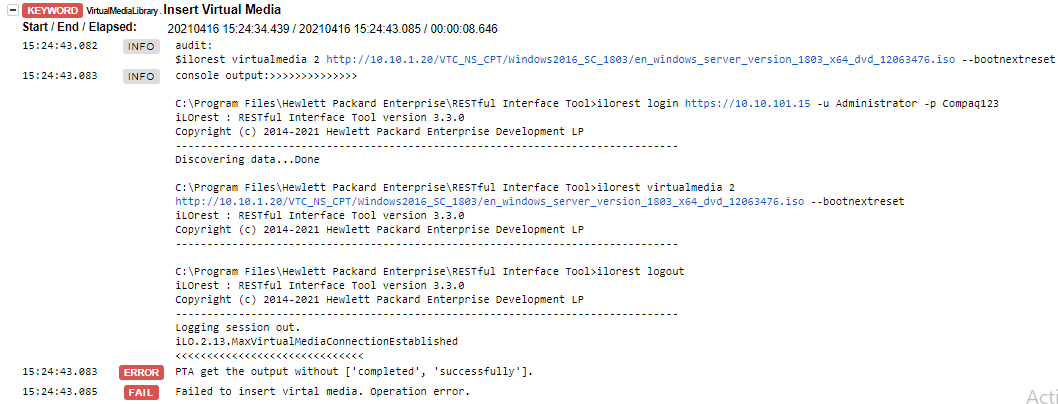 KEYWORD VirtualMediaLibrary . Insert Virtual Media
Start / End / Elapsed: 20210416 15:24:34.439 / 20210416 15:24:43.085 / 00:00:08.646
15:24:43.082 INFO audit:
$ilorest virtualmedia 2 http://10.10.1.20/VTC_NS_CPT/Windows2016_SC_1803/en_windows_server_version_1803_x64_dvd_12063476.iso --bootnextreset
15:24:43.083 INFO console output:>>>>>>>>>>>>>>
C:\Program Files\Hewlett Packard Enterprise\RESTful Interface Tool>ilorest login https://10.10.101.15 -u Administrator -p Compaq123
iLOrest : RESTful Interface Tool version 3.3.0
Copyright (c) 2014-2021 Hewlett Packard Enterprise Development LP
--------------------------------------------------------------------------------
Discovering data...Done
C:\Program Files\Hewlett Packard Enterprise\RESTful Interface Tool>ilorest virtualmedia 2
http://10.10.1.20/VTC_NS_CPT/Windows2016_SC_1803/en_windows_server_version_1803_x64_dvd_12063476.iso --bootnextreset
iLOrest : RESTful Interface Tool version 3.3.0
Copyright (c) 2014-2021 Hewlett Packard Enterprise Development LP
--------------------------------------------------------------------------------
C:\Program Files\Hewlett Packard Enterprise\RESTful Interface Tool>ilorest logout
iLOrest : RESTful Interface Tool version 3.3.0
Copyright (c) 2014-2021 Hewlett Packard Enterprise Development LP
--------------------------------------------------------------------------------
Logging session out.
iLO.2.13.MaxVirtualMediaConnectionEstablished
<<<<<<<<<<<<<<<<<<<<<<<<<<<<<<
15:24:43.083 ERROR PTA get the output without ['completed', 'successfully'].
15:24:43.085 FAIL Failed to insert virtal media. Operation error.
Acti